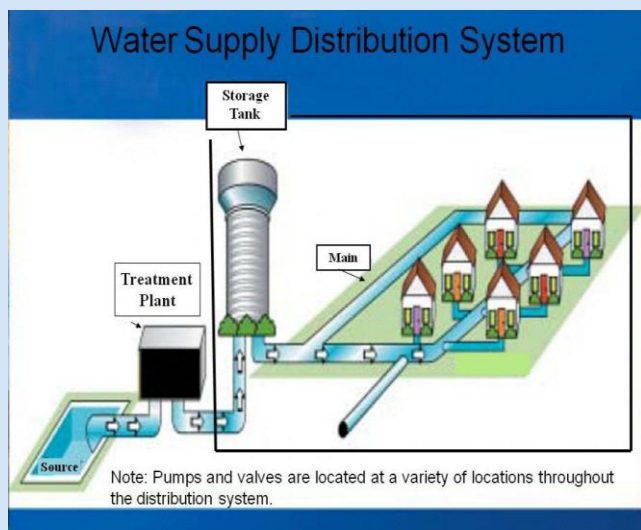 Water Supply Distribution System
Storage
Tank
Main
Treatment
Plant
Source
Note: Pumps and valves are located at a variety of locations throughout
the distribution system.